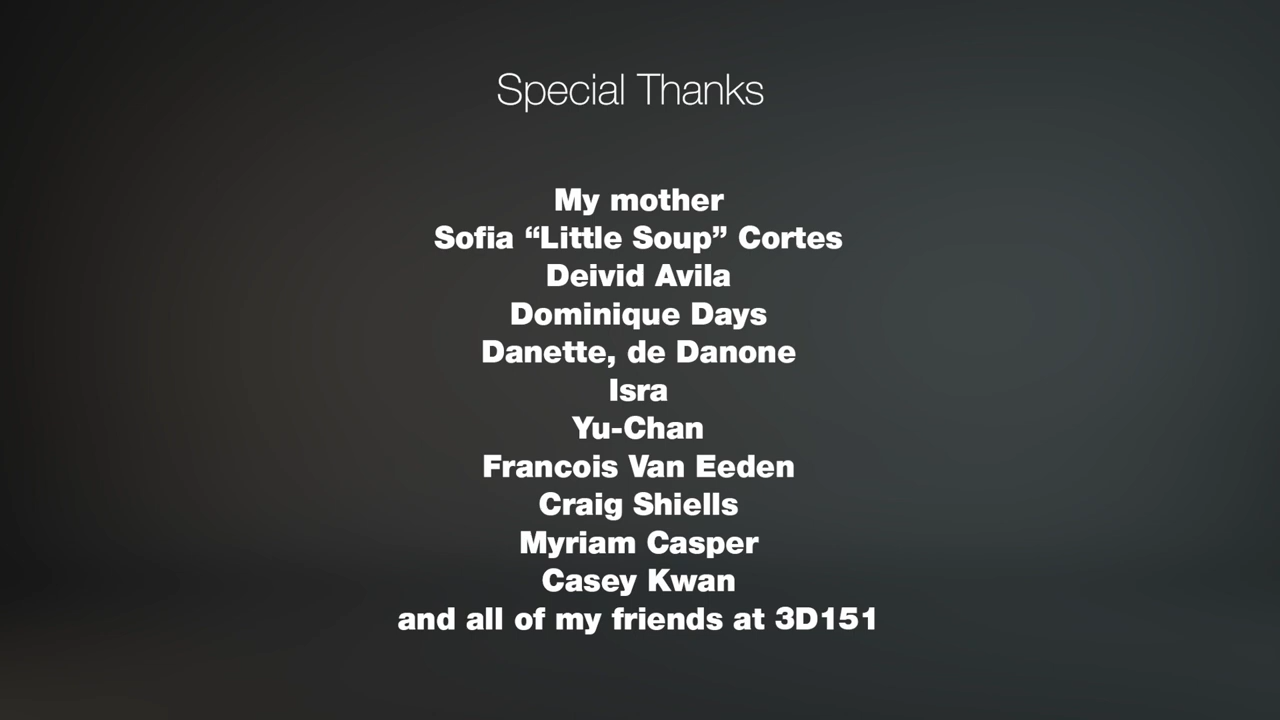 Special Thanks
My mother
Sofia “Little Soup” Cortes
Deivid Avila
Dominique Days
Danette, de Danone
Isra
Yu-Chan
Francois Van Eeden
Craig Shiells
Myriam Casper
Casey Kwan
and all of my friends at 3D151